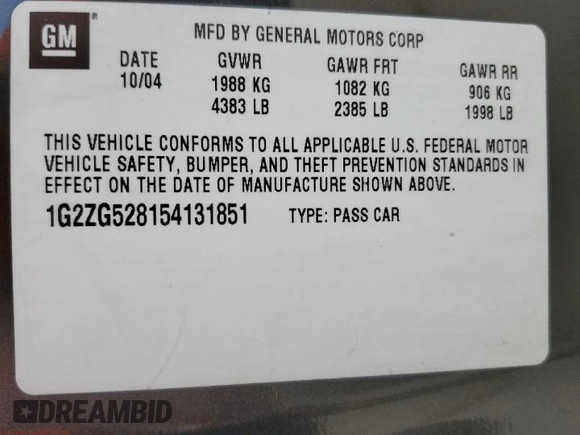 GM ®
MFD BY GENERAL MOTORS CORP
DATE GVWR GAWR FRT GAWR RR
10/04 1988 KG 1082 KG 906 KG
4383 LB 2385 LB 1998 LB
THIS VEHICLE CONFORMS TO ALL APPLICABLE U.S. FEDERAL MOTOR
VEHICLE SAFETY, BUMPER, AND THEFT PREVENTION STANDARDS IN
EFFECT ON THE DATE OF MANUFACTURE SHOWN ABOVE.
1G2ZG528154131851 TYPE: PASS CAR
DREAMBID